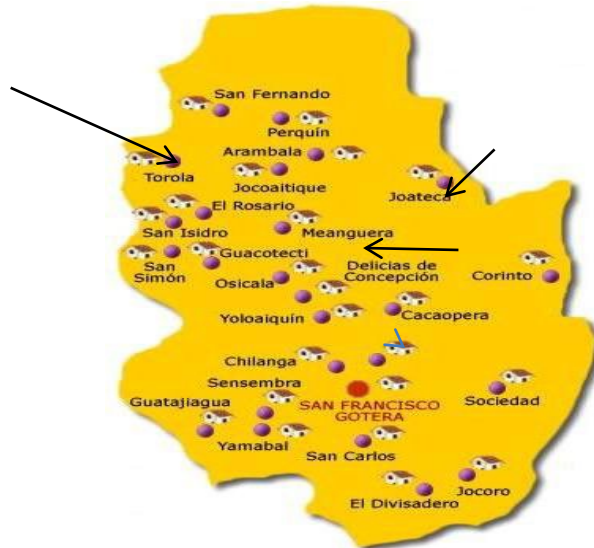 San Fernando
Perquín
Arambala
Torola
Jocoaitique
Joateca
El Rosario
San Isidro
Meanguera
Guacotecti
San
Simón
Delicias de
Concepción
Corinto
Osicala
Cacaopera
Yoloaiquín
Chilanga
Sensembra
Sociedad
SAN FRANCISCO
GOTERA
Guatajiagua
Yamabal
San Carlos
Jocoro
El Divisadero